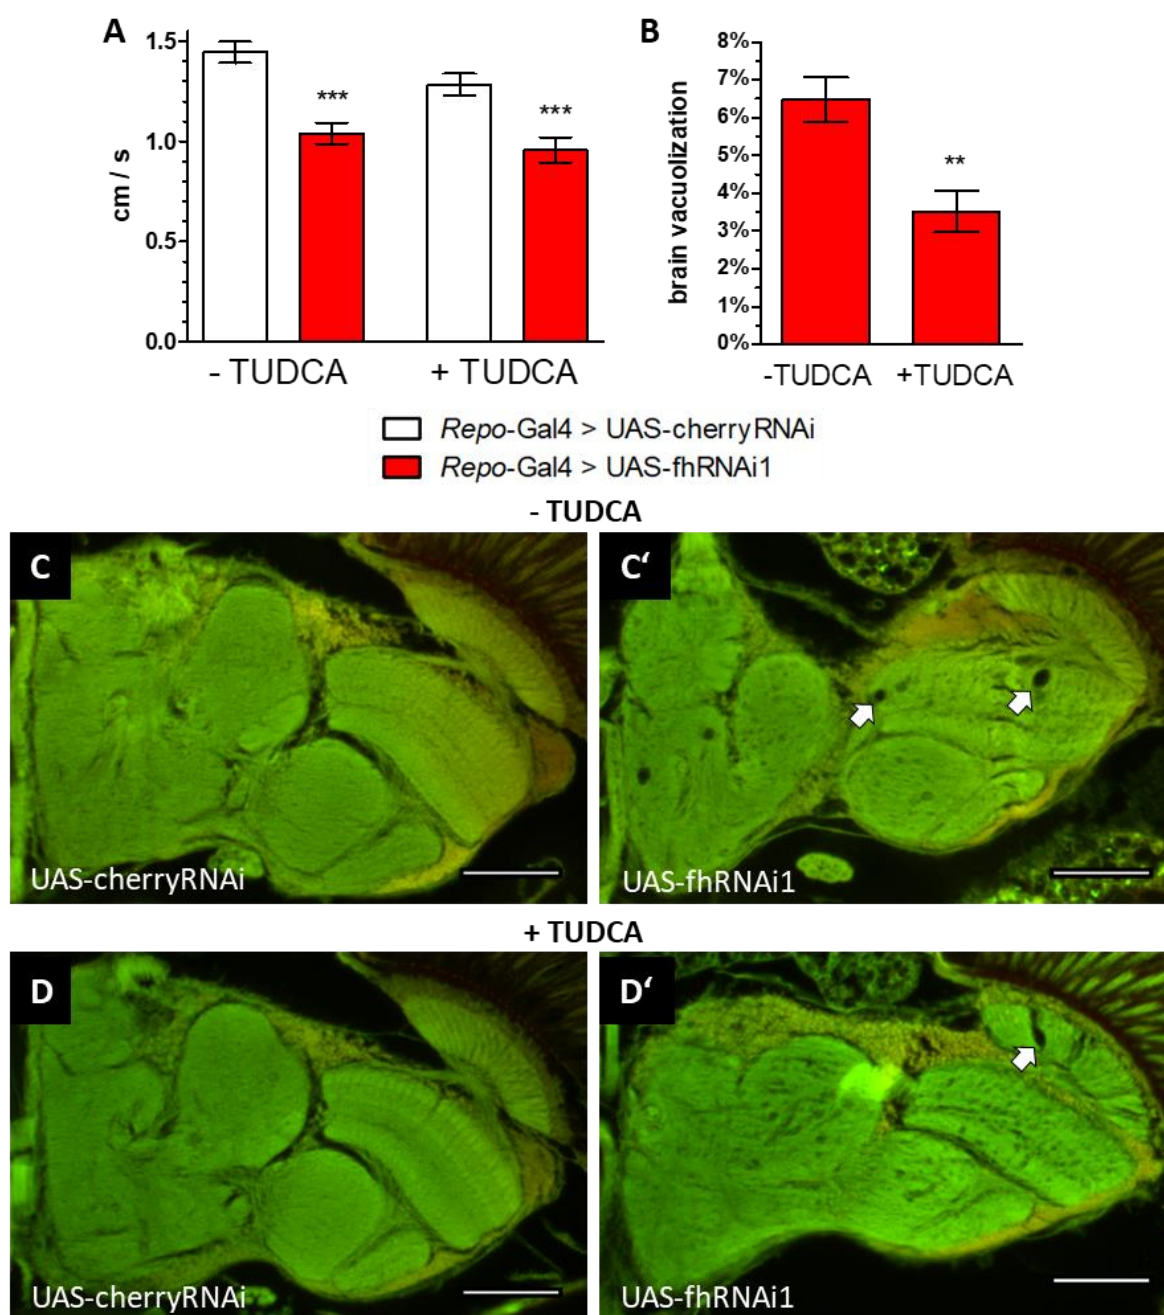 A
B
1.5
1.0
0.5
0.0
cm / s
***
***
- TUDCA
+ TUDCA
8%
7%
6%
5%
4%
3%
2%
1%
0%
brain vacuolization
**
-TUDCA
+TUDCA
Repo-Gal4 > UAS-cherryRNAi
Repo-Gal4 > UAS-fhRNAi1
- TUDCA
C
UAS-cherryRNAi
C‘
UAS-fhRNAi1
+ TUDCA
D
UAS-cherryRNAi
D‘
UAS-fhRNAi1